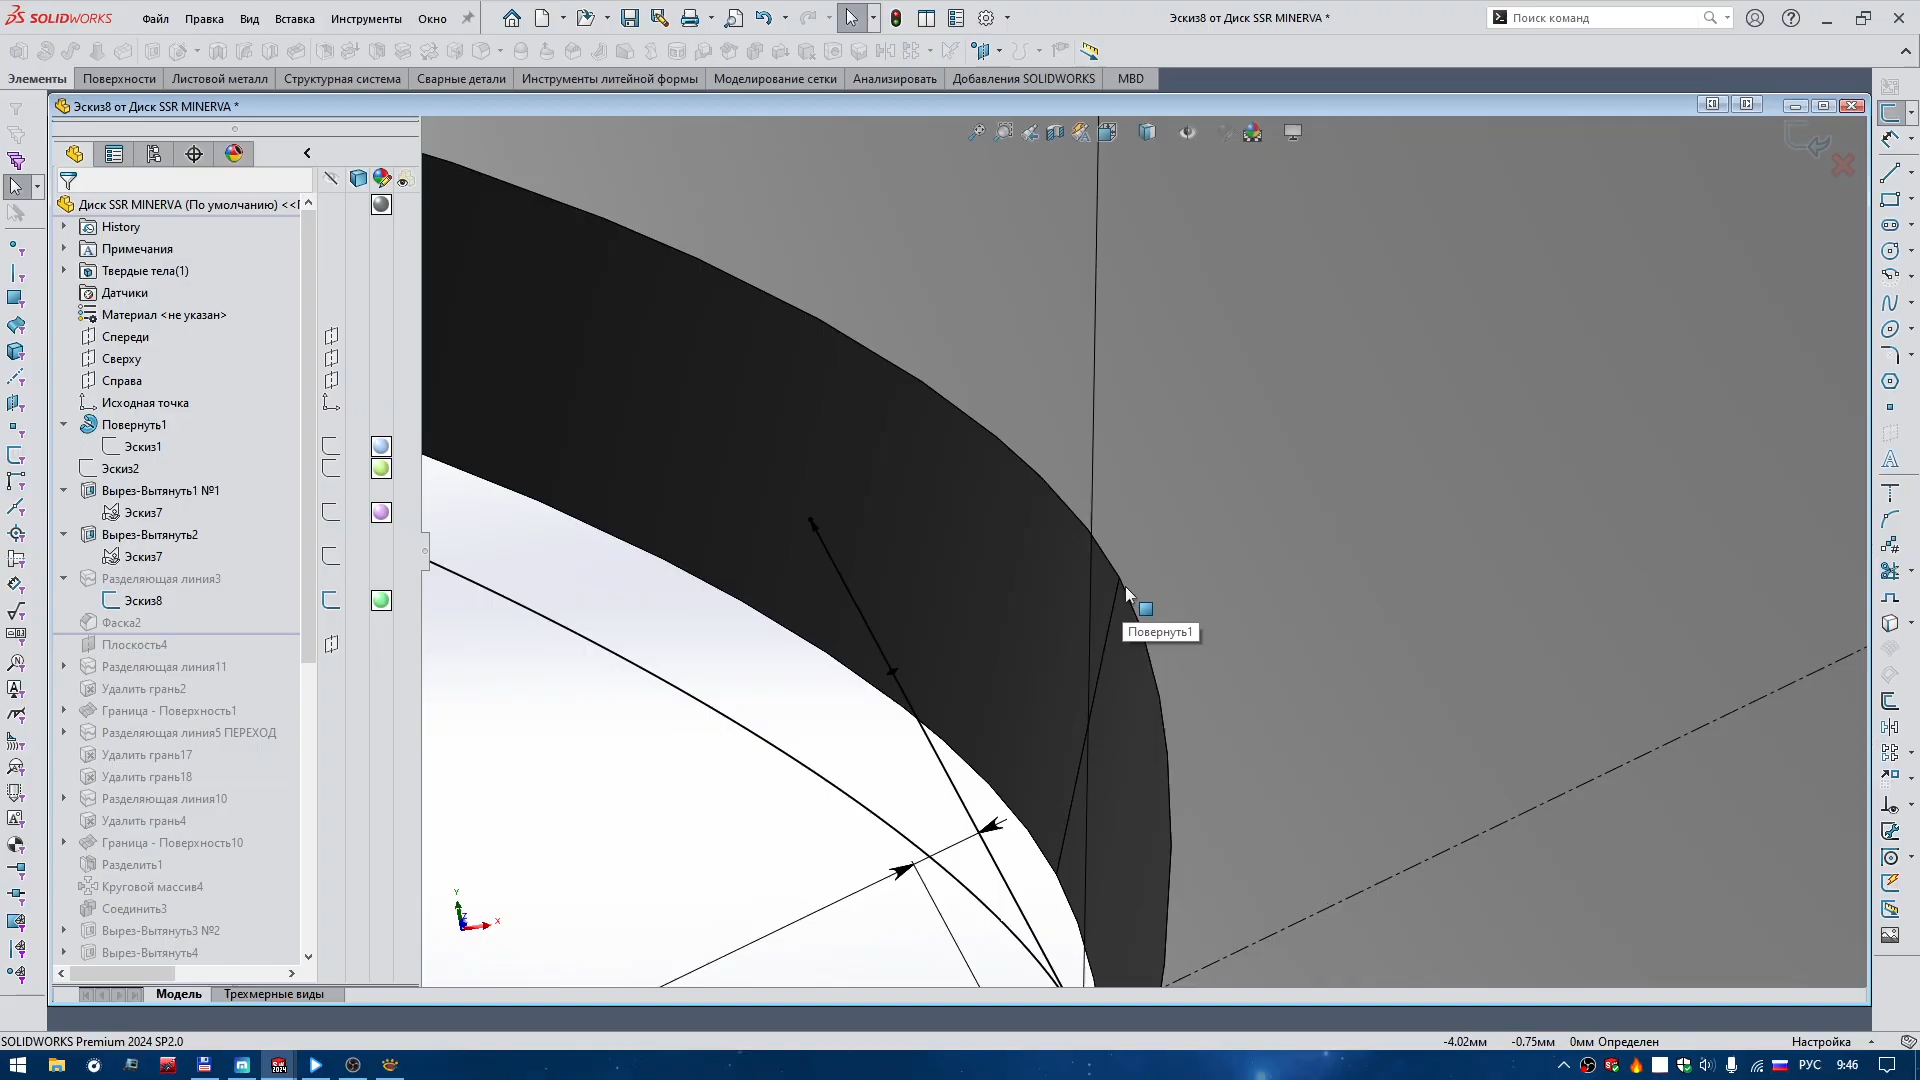 SOLIDWORKS
Файл
Правка
Вид
Вставка
Инструменты
Окно
Эскиз8 от Диск SSR MINERVA *
Поиск команд
Элементы
Поверхности
Листовой металл
Структурная система
Сварные детали
Инструменты литейной формы
Моделирование сетки
Анализировать
Добавления SOLIDWORKS
MBD
Эскиз8 от Диск SSR MINERVA *
Диск SSR MINERVA (По умолчанию) <<П
History
Примечания
Твердые тела(1)
Датчики
Материал <не указан>
Спереди
Сверху
Справа
Исходная точка
Повернуть1
Эскиз1
Эскиз2
Вырез-Вытянуть1 №1
Эскиз7
Вырез-Вытянуть2
Эскиз7
Разделяющая линия3
Эскиз8
Фаска2
Плоскость4
Разделяющая линия11
Удалить грань2
Граница - Поверхность1
Разделяющая линия5 ПЕРЕХОД
Удалить грань17
Удалить грань18
Разделяющая линия10
Удалить грань4
Граница - Поверхность10
Разделить1
Круговой массив4
Соединить3
Вырез-Вытянуть3 №2
Вырез-Вытянуть4
Повернуть1
Y
Z
X
Модель
Трехмерные виды
SOLIDWORKS Premium 2024 SP2.0
-4.02мм
-0.75мм
0мм Определен
Настройка
РУС
9:46